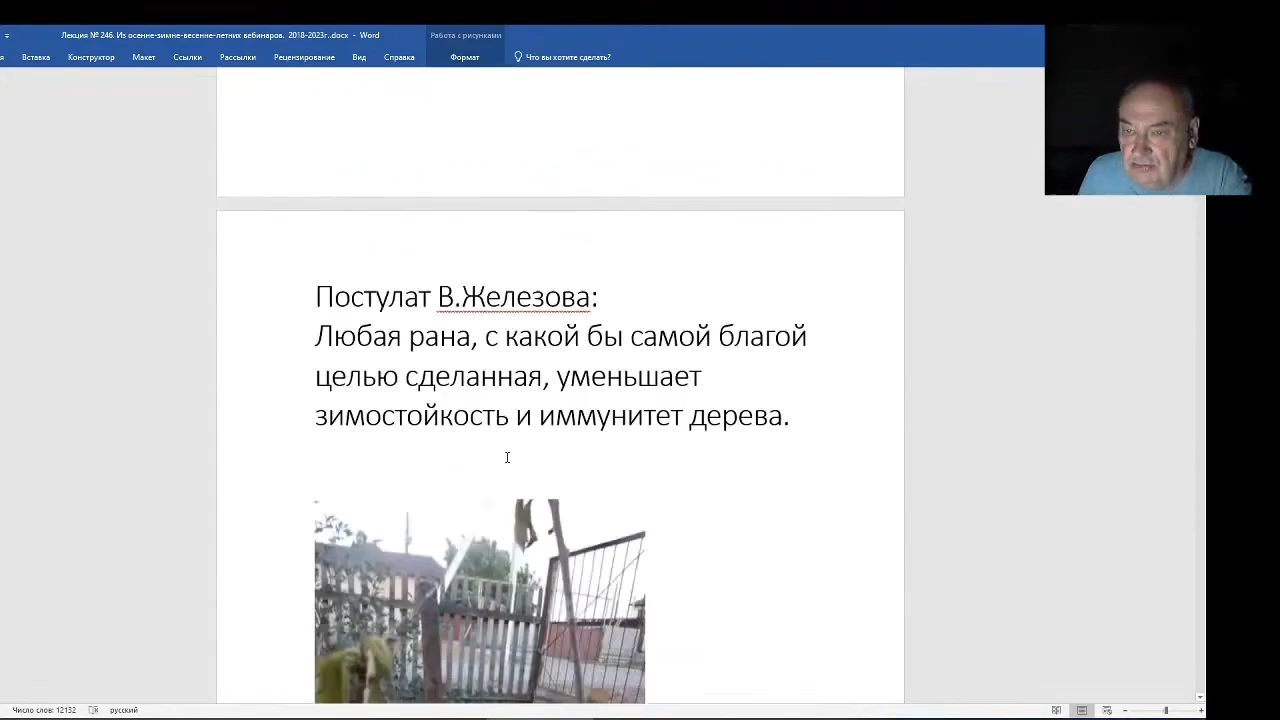 Лекция № 246. Из осенне-зимне-весенне-летних вебинаров. 2018-2023г..docx - Word
Работа с рисунками
я Вставка Конструктор Макет Ссылки Рассылки Рецензирование Вид Справка Формат Что вы хотите сделать?
Постулат В.Железова:
Любая рана, с какой бы самой благой
целью сделанная, уменьшает
зимостойкость и иммунитет дерева.
Число слов: 12132 русский